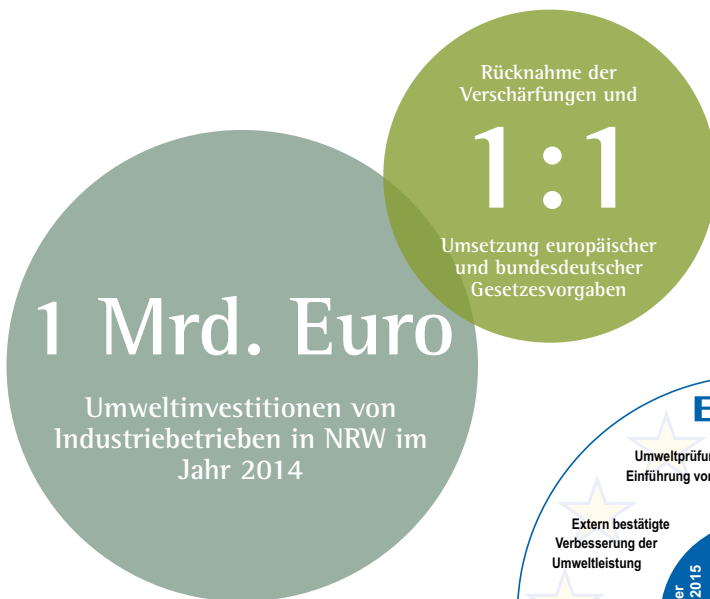 Rücknahme der
Verschärfungen und
1:1
Umsetzung europäischer
und bundesdeutscher
Gesetzesvorgaben
1 Mrd. Euro
Umweltinvestitionen von
Industriebetrieben in NRW im
Jahr 2014
Extern bestätigte
Verbesserung der
Umweltleistung
2015